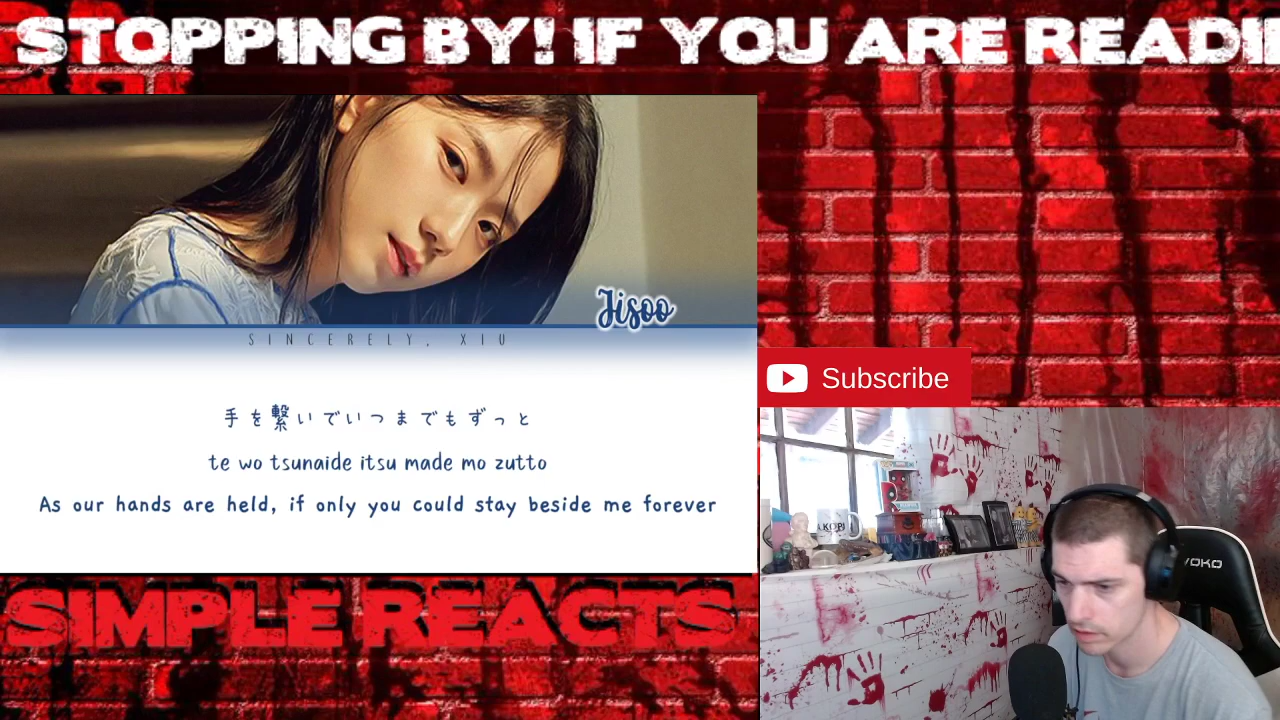 STOPPING BY! IF YOU ARE READI
Jisoo
SINCERELY, XIU
手を繋いでいつまでもずっと
te wo tsunaide itsu made mo zutto
As our hands are held, if only you could stay beside me forever
Subscribe
YOKO
SIMPLE REACTS